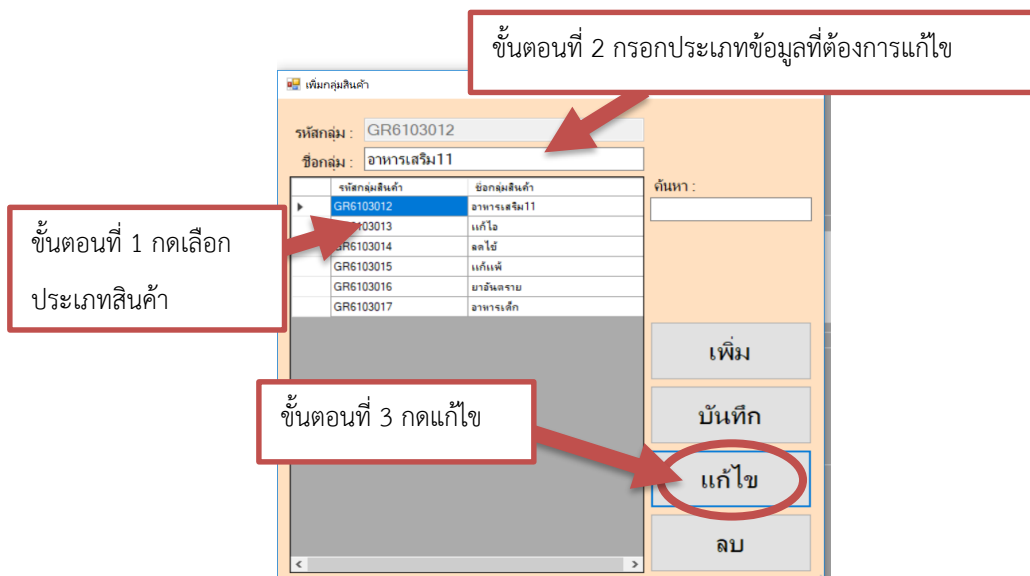 ขั้นตอนที่ 2 กรอกประเภทข้อมูลที่ต้องการแก้ไข
เพิ่มกลุ่มสินค้า
รหัสกลุ่ม : GR6103012
ชื่อกลุ่ม : อาหารเสริม11
รหัสกลุ่มสินค้า ชื่อกลุ่มสินค้า
ค้นหา :
GR6103012 อาหารเสริม11
6103013 แก้ไอ
GR6103014 ลดไข้
GR6103015 แก้แพ้
GR6103016 ยาอันตราย
GR6103017 อาหารเด็ก
ขั้นตอนที่ 1 กดเลือก
ประเภทสินค้า
เพิ่ม
บันทึก
ขั้นตอนที่ 3 กดแก้ไข
แก้ไข
ลบ